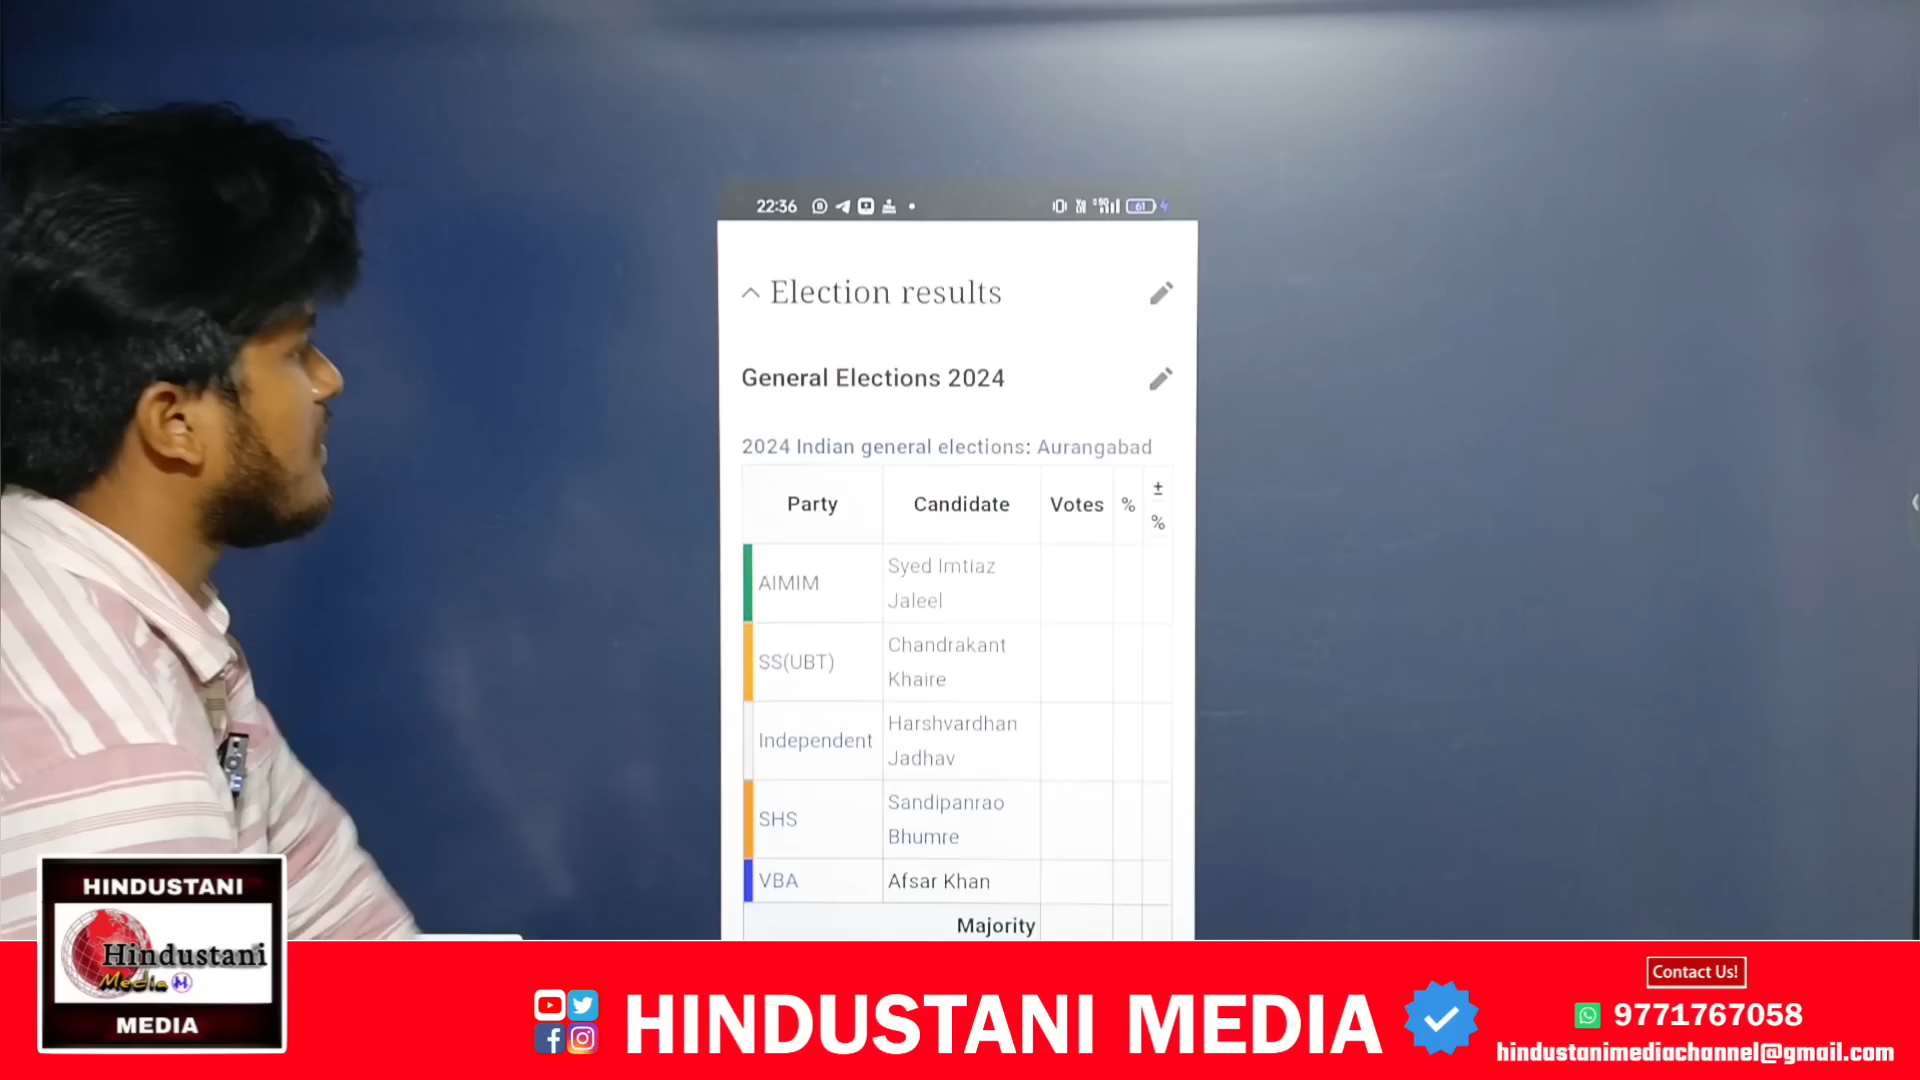 22:36
61
Election results
General Elections 2024
2024 Indian general elections: Aurangabad
Party Candidate Votes % ± %
AIMIM Syed Imtiaz Jaleel
SS(UBT) Chandrakant Khaire
Independent Harshvardhan Jadhav
SHS Sandipanrao Bhumre
VBA Afsar Khan
Majority
HINDUSTANI
Hindustani
Media M
MEDIA
HINDUSTANI MEDIA
Contact Us!
9771767058
hindustanimediachannel@gmail.com